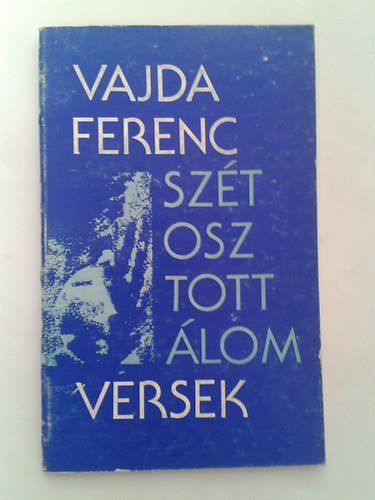 VAJDA
FERENC
SZÉT
OSZ
TOTT
ÁLOM
VERSEK